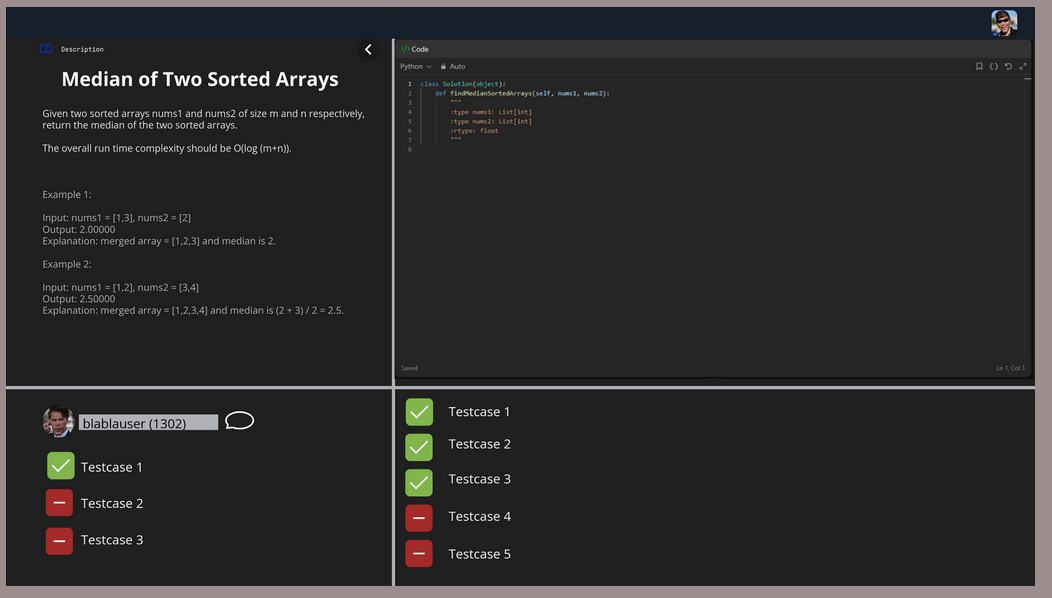 Description
Median of Two Sorted Arrays
Given two sorted arrays nums1 and nums2 of size m and n respectively,
return the median of the two sorted arrays.
The overall run time complexity should be O(log (m+n)).
Example 1:
Input: nums1 = [1,3], nums2 = [2]
Output: 2.00000
Explanation: merged array = [1,2,3] and median is 2.
Example 2:
Input: nums1 = [1,2], nums2 = [3,4]
Output: 2.50000
Explanation: merged array = [1,2,3,4] and median is (2 + 3) / 2 = 2.5.
</> Code
Python
Auto
{}
1 class Solution(object):
2 def findMedianSortedArrays(self, nums1, nums2):
3 """
4 :type nums1: List[int]
5 :type nums2: List[int]
6 :rtype: float
7 """
8
Saved
Ln 1, Col 1
blablauser (1302)
Testcase 1
Testcase 2
Testcase 3
Testcase 1
Testcase 2
Testcase 3
Testcase 4
Testcase 5